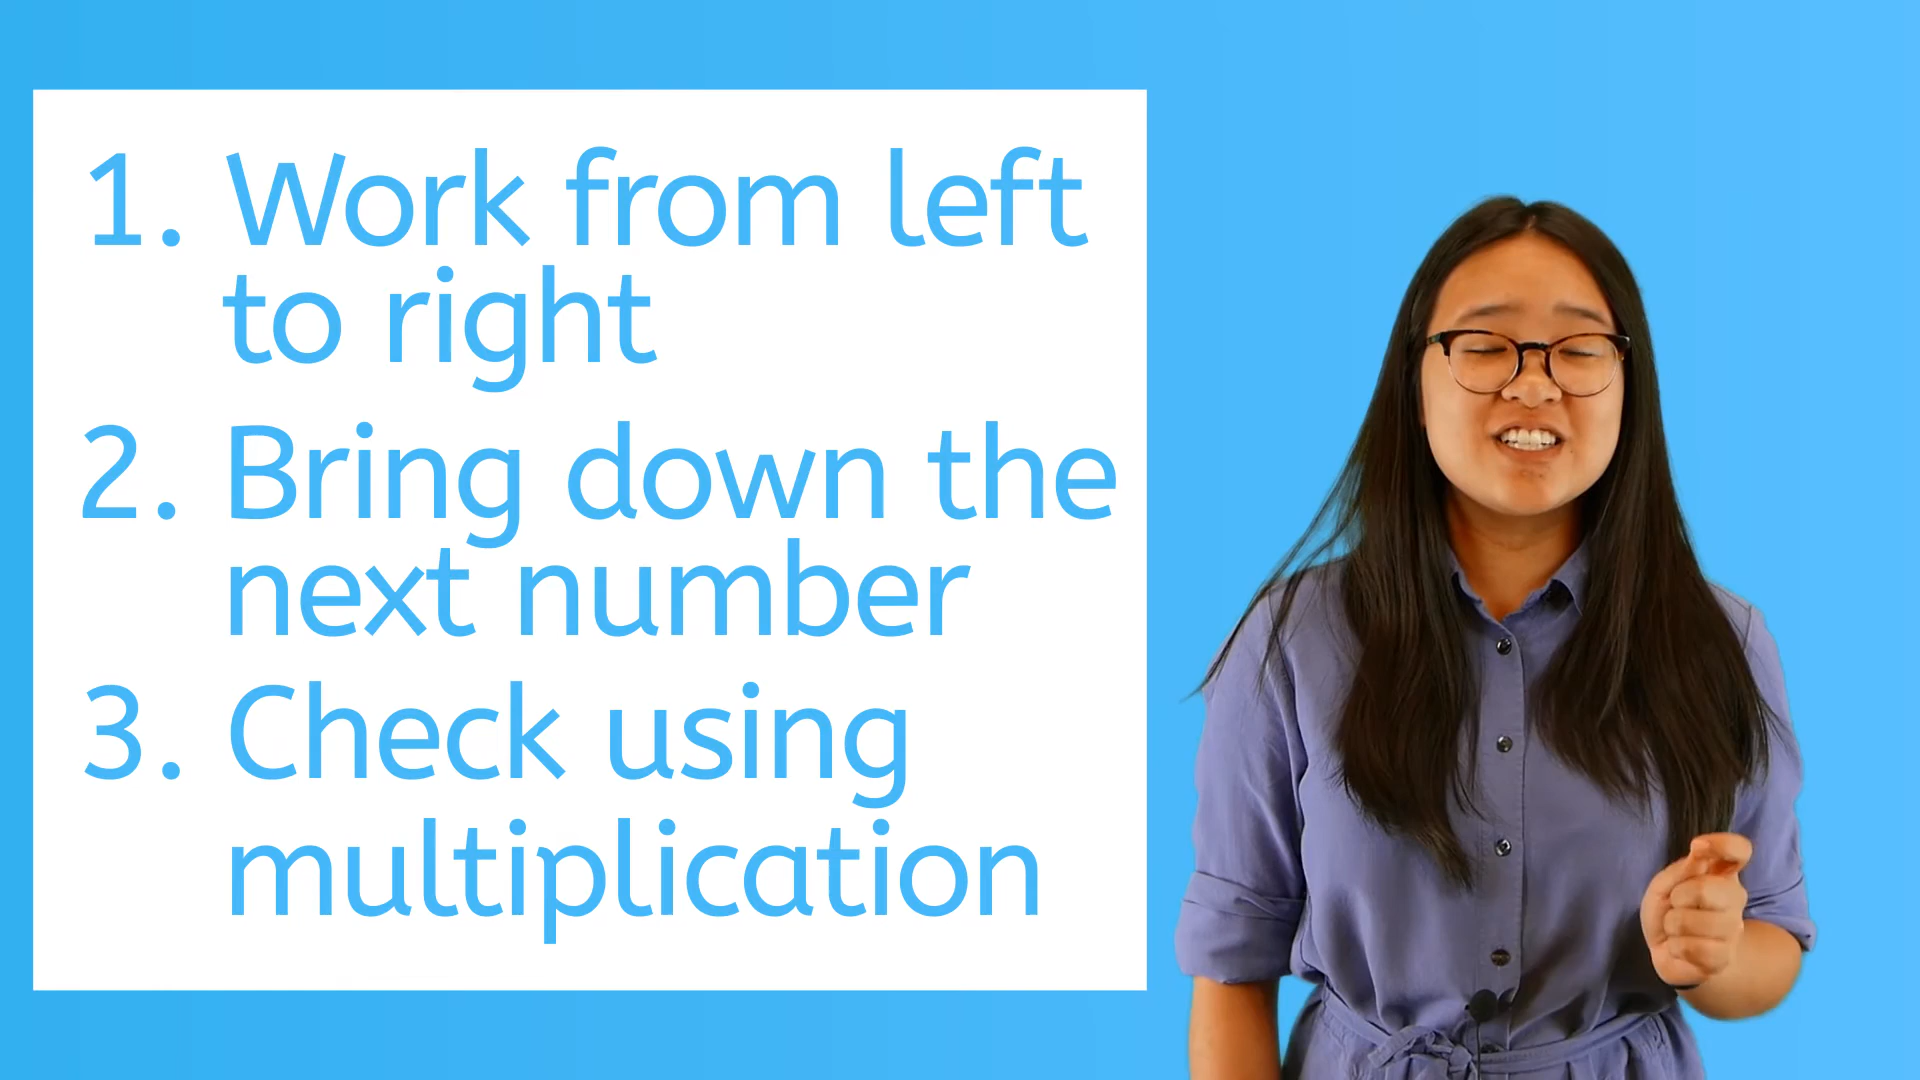 1. Work from left
to right
2. Bring down the
next number
3. Check using
multiplication